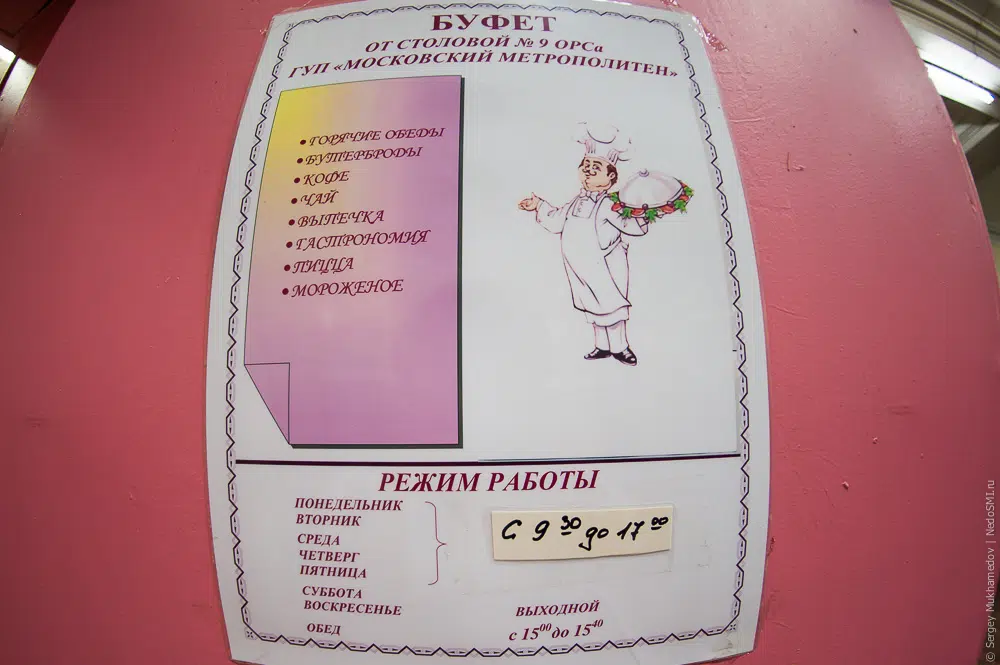 БУФЕТ
ОТ СТОЛОВОЙ № 9 ОРСа
ГУП «МОСКОВСКИЙ МЕТРОПОЛИТЕН»
• ГОРЯЧИЕ ОБЕДЫ
• БУТЕРБРОДЫ
• КОФЕ
• ЧАЙ
• ВЫПЕЧКА
• ГАСТРОНОМИЯ
• ПИЦЦА
• МОРОЖЕНОЕ
РЕЖИМ РАБОТЫ
ПОНЕДЕЛЬНИК
ВТОРНИК
СРЕДА
ЧЕТВЕРГ
ПЯТНИЦА
С 9 30 до 17 00
СУББОТА
ВОСКРЕСЕНЬЕ ВЫХОДНОЙ
ОБЕД с 15 00 до 15 40
© Sergey Mukhamedov | NedoSMI.ru